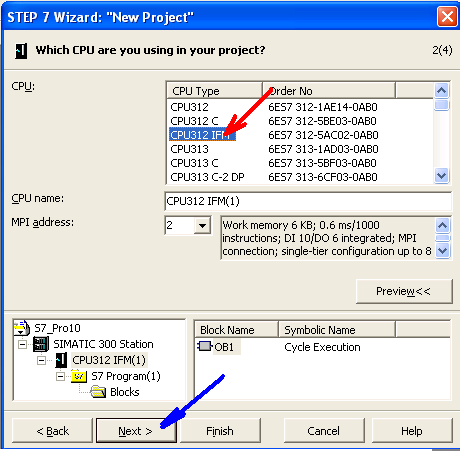 STEP 7 Wizard: "New Project"
Which CPU are you using in your project?
2(4)
CPU:
CPU Type Order No
CPU312 6ES7 312-1AE14-0AB0
CPU312 C 6ES7 312-5BE03-0AB0
CPU312 IFM 6ES7 312-5AC02-0AB0
CPU313 6ES7 313-1AD03-0AB0
CPU313 C 6ES7 313-5BF03-0AB0
CPU313 C-2 DP 6ES7 313-6CF03-0AB0
CPU name:
CPU312 IFM(1)
MPI address:
2
Work memory 6 KB; 0.6 ms/1000
instructions; DI 10/DO 6 integrated; MPI
connection; single-tier configuration up to 8
Preview<<
S7_Pro10
SIMATIC 300 Station
CPU312 IFM(1)
S7 Program(1)
Blocks
Block Name Symbolic Name
OB1 Cycle Execution
< Back
Next >
Finish
Cancel
Help